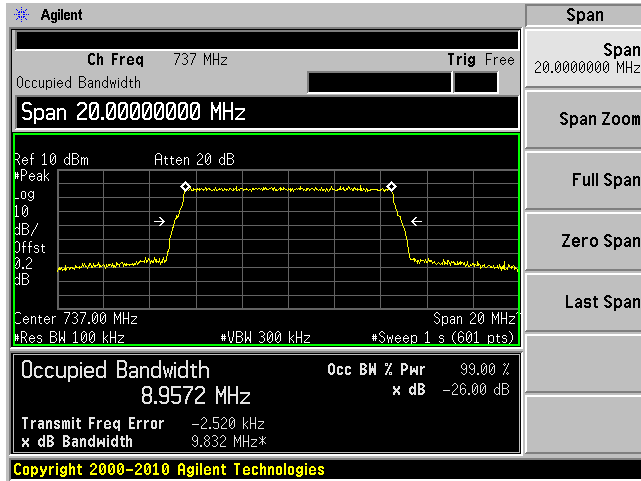 Agilent
Span
Ch Freq 737 MHz Trig Free
Occupied Bandwidth
Span 20.00000000 MHz
Ref 10 dBm Atten 20 dB
#Peak
Log
10
dB/
Offst
0.2
dB
Center 737.00 MHz Span 20 MHz
#Res BW 100 kHz #VBW 300 kHz #Sweep 1 s (601 pts)
Occupied Bandwidth Occ BW % Pwr 99.00 %
8.9572 MHz x dB -26.00 dB
Transmit Freq Error -2.520 kHz
x dB Bandwidth 9.832 MHz*
Span
20.0000000 MHz
Span Zoom
Full Span
Zero Span
Last Span
Copyright 2000-2010 Agilent Technologies